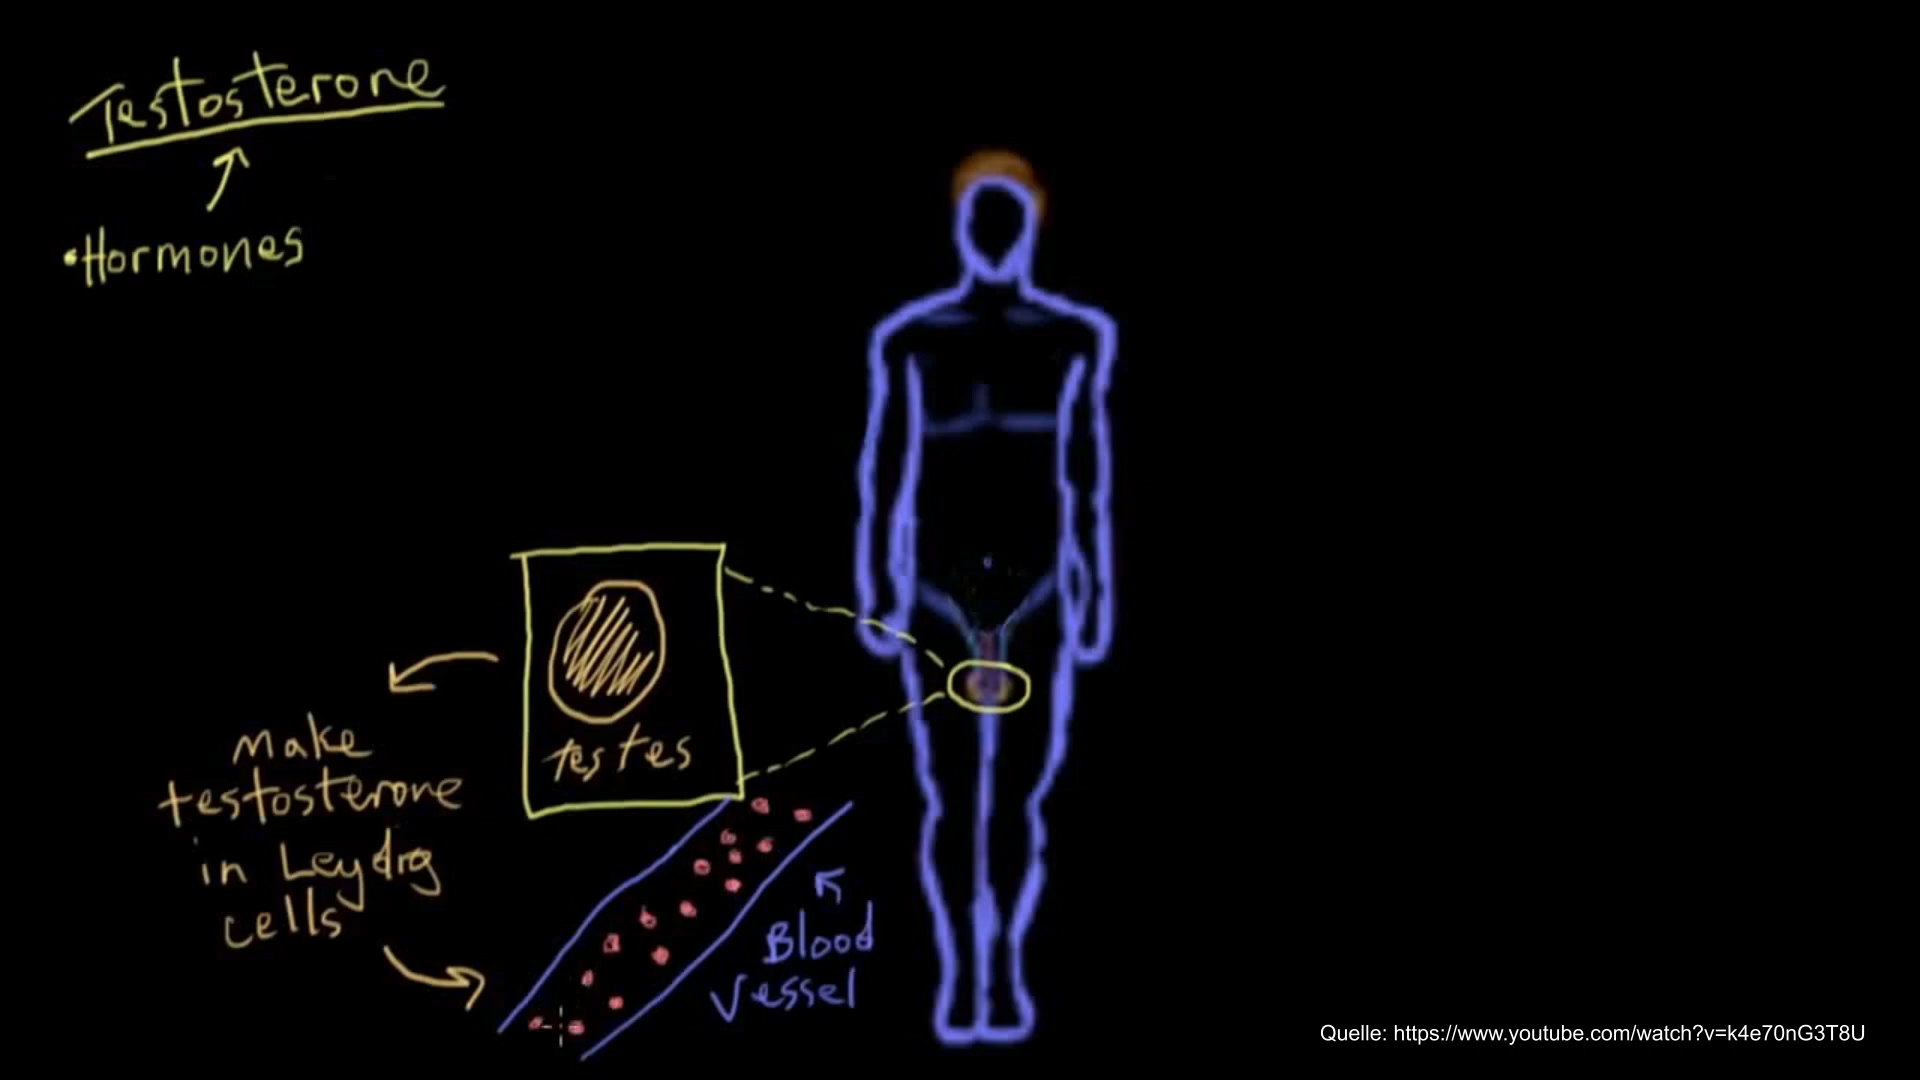 Testosterone
•Hormones
testes
Make
testosterone
in Leydig
cells
Blood
Vessel
Quelle: https://www.youtube.com/watch?v=k4e70nG3T8U